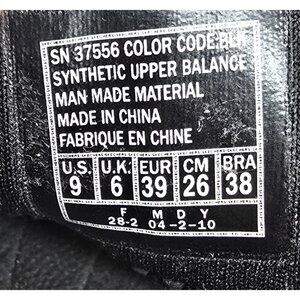 SN 37556 COLOR CODE:BLK
SYNTHETIC UPPER BALANCE
MAN MADE MATERIAL
MADE IN CHINA
FABRIQUE EN CHINE
U.S. U.K. EUR CM BRA
9 6 39 26 38
F M D Y
28-2 04-2-10